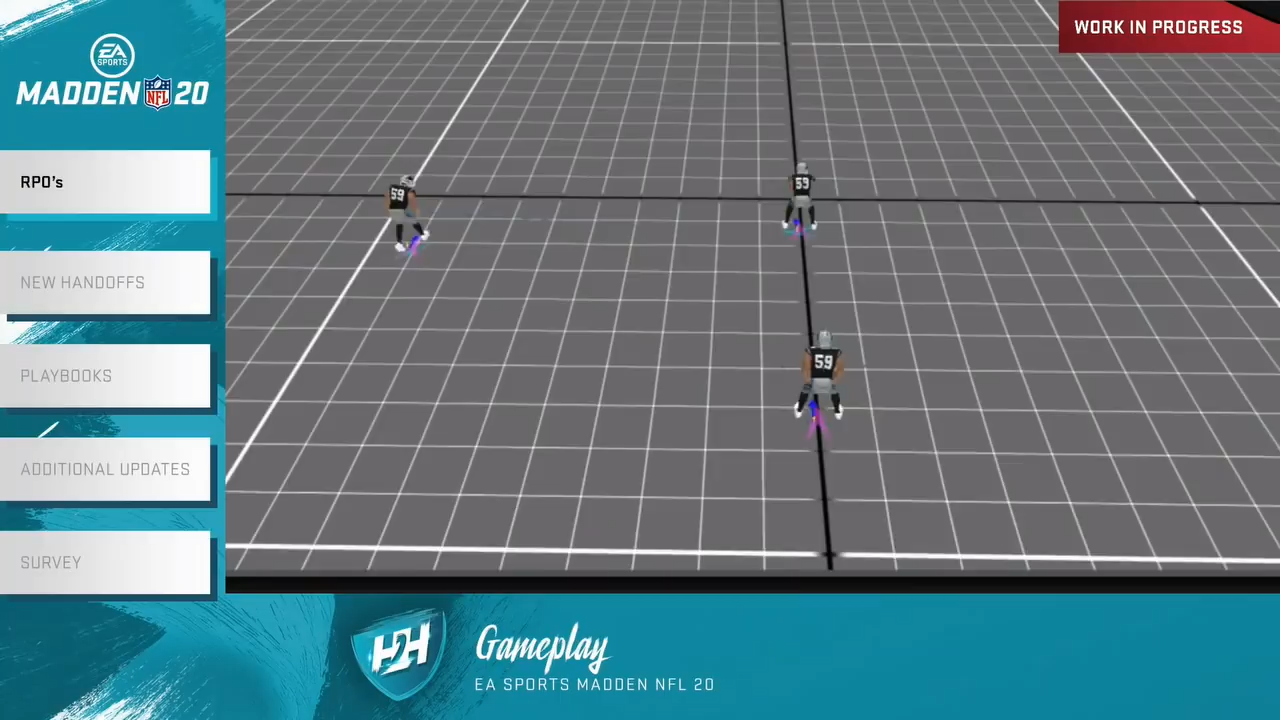 EA
SPORTS
MADDEN NFL 20
WORK IN PROGRESS
RPO's
NEW HANDOFFS
PLAYBOOKS
ADDITIONAL UPDATES
SURVEY
59
59
59
H2H
Gameplay
EA SPORTS MADDEN NFL 20